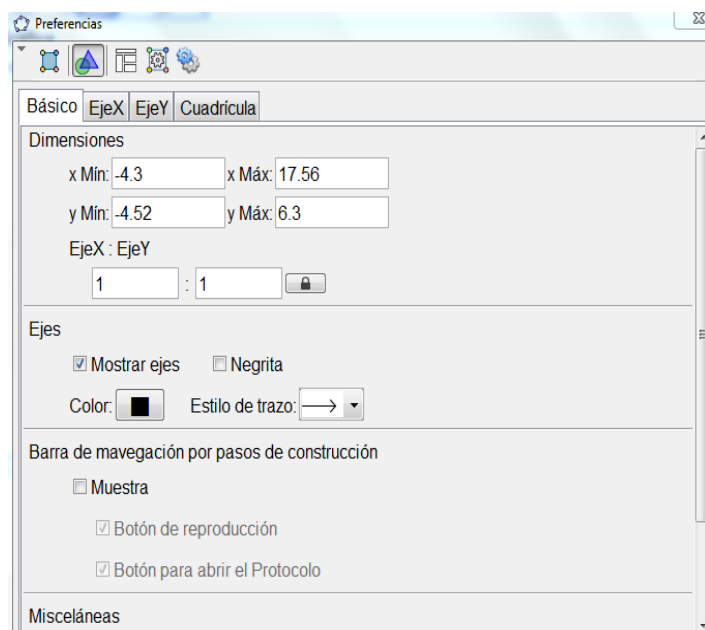 Preferencias
Básico EjeX EjeY Cuadrícula
Dimensiones
x Mín: -4.3 x Máx: 17.56
y Mín: -4.52 y Máx: 6.3
EjeX : EjeY
1 : 1
Ejes
Mostrar ejes Negrita
Color: Estilo de trazo:
Barra de mavegación por pasos de construcción
Muestra
Botón de reproducción
Botón para abrir el Protocolo
Misceláneas